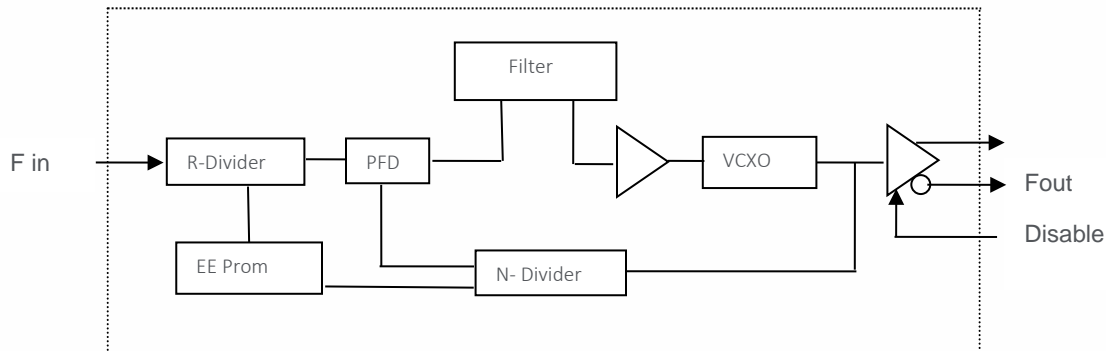 Filter
F in
R-Divider
PFD
VCXO
Fout
Disable
EE Prom
N- Divider